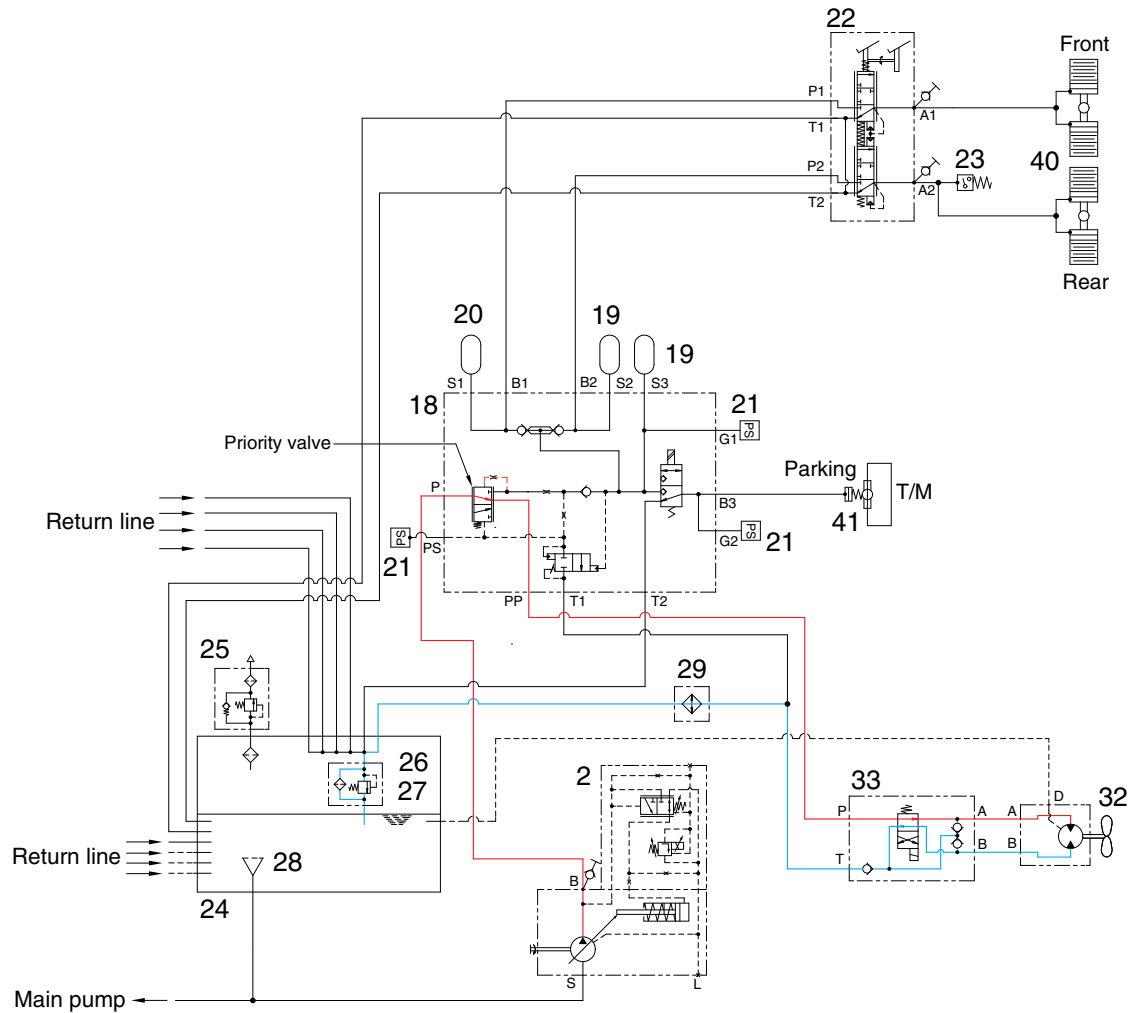 22
Front
P1
A1
T1
23
40
P2
A2
T2
Rear
20
19
19
S1
B1
B2
S2
S3
18
21
G1
PS
Priority valve
Parking
P
T/M
B3
Return line
41
PS
PS
G2
PS
21
21
PP
T1
T2
25
29
26
2
27
33
D
32
P
A
A
Return line
B
B
28
T
B
24
S
L
Main pump